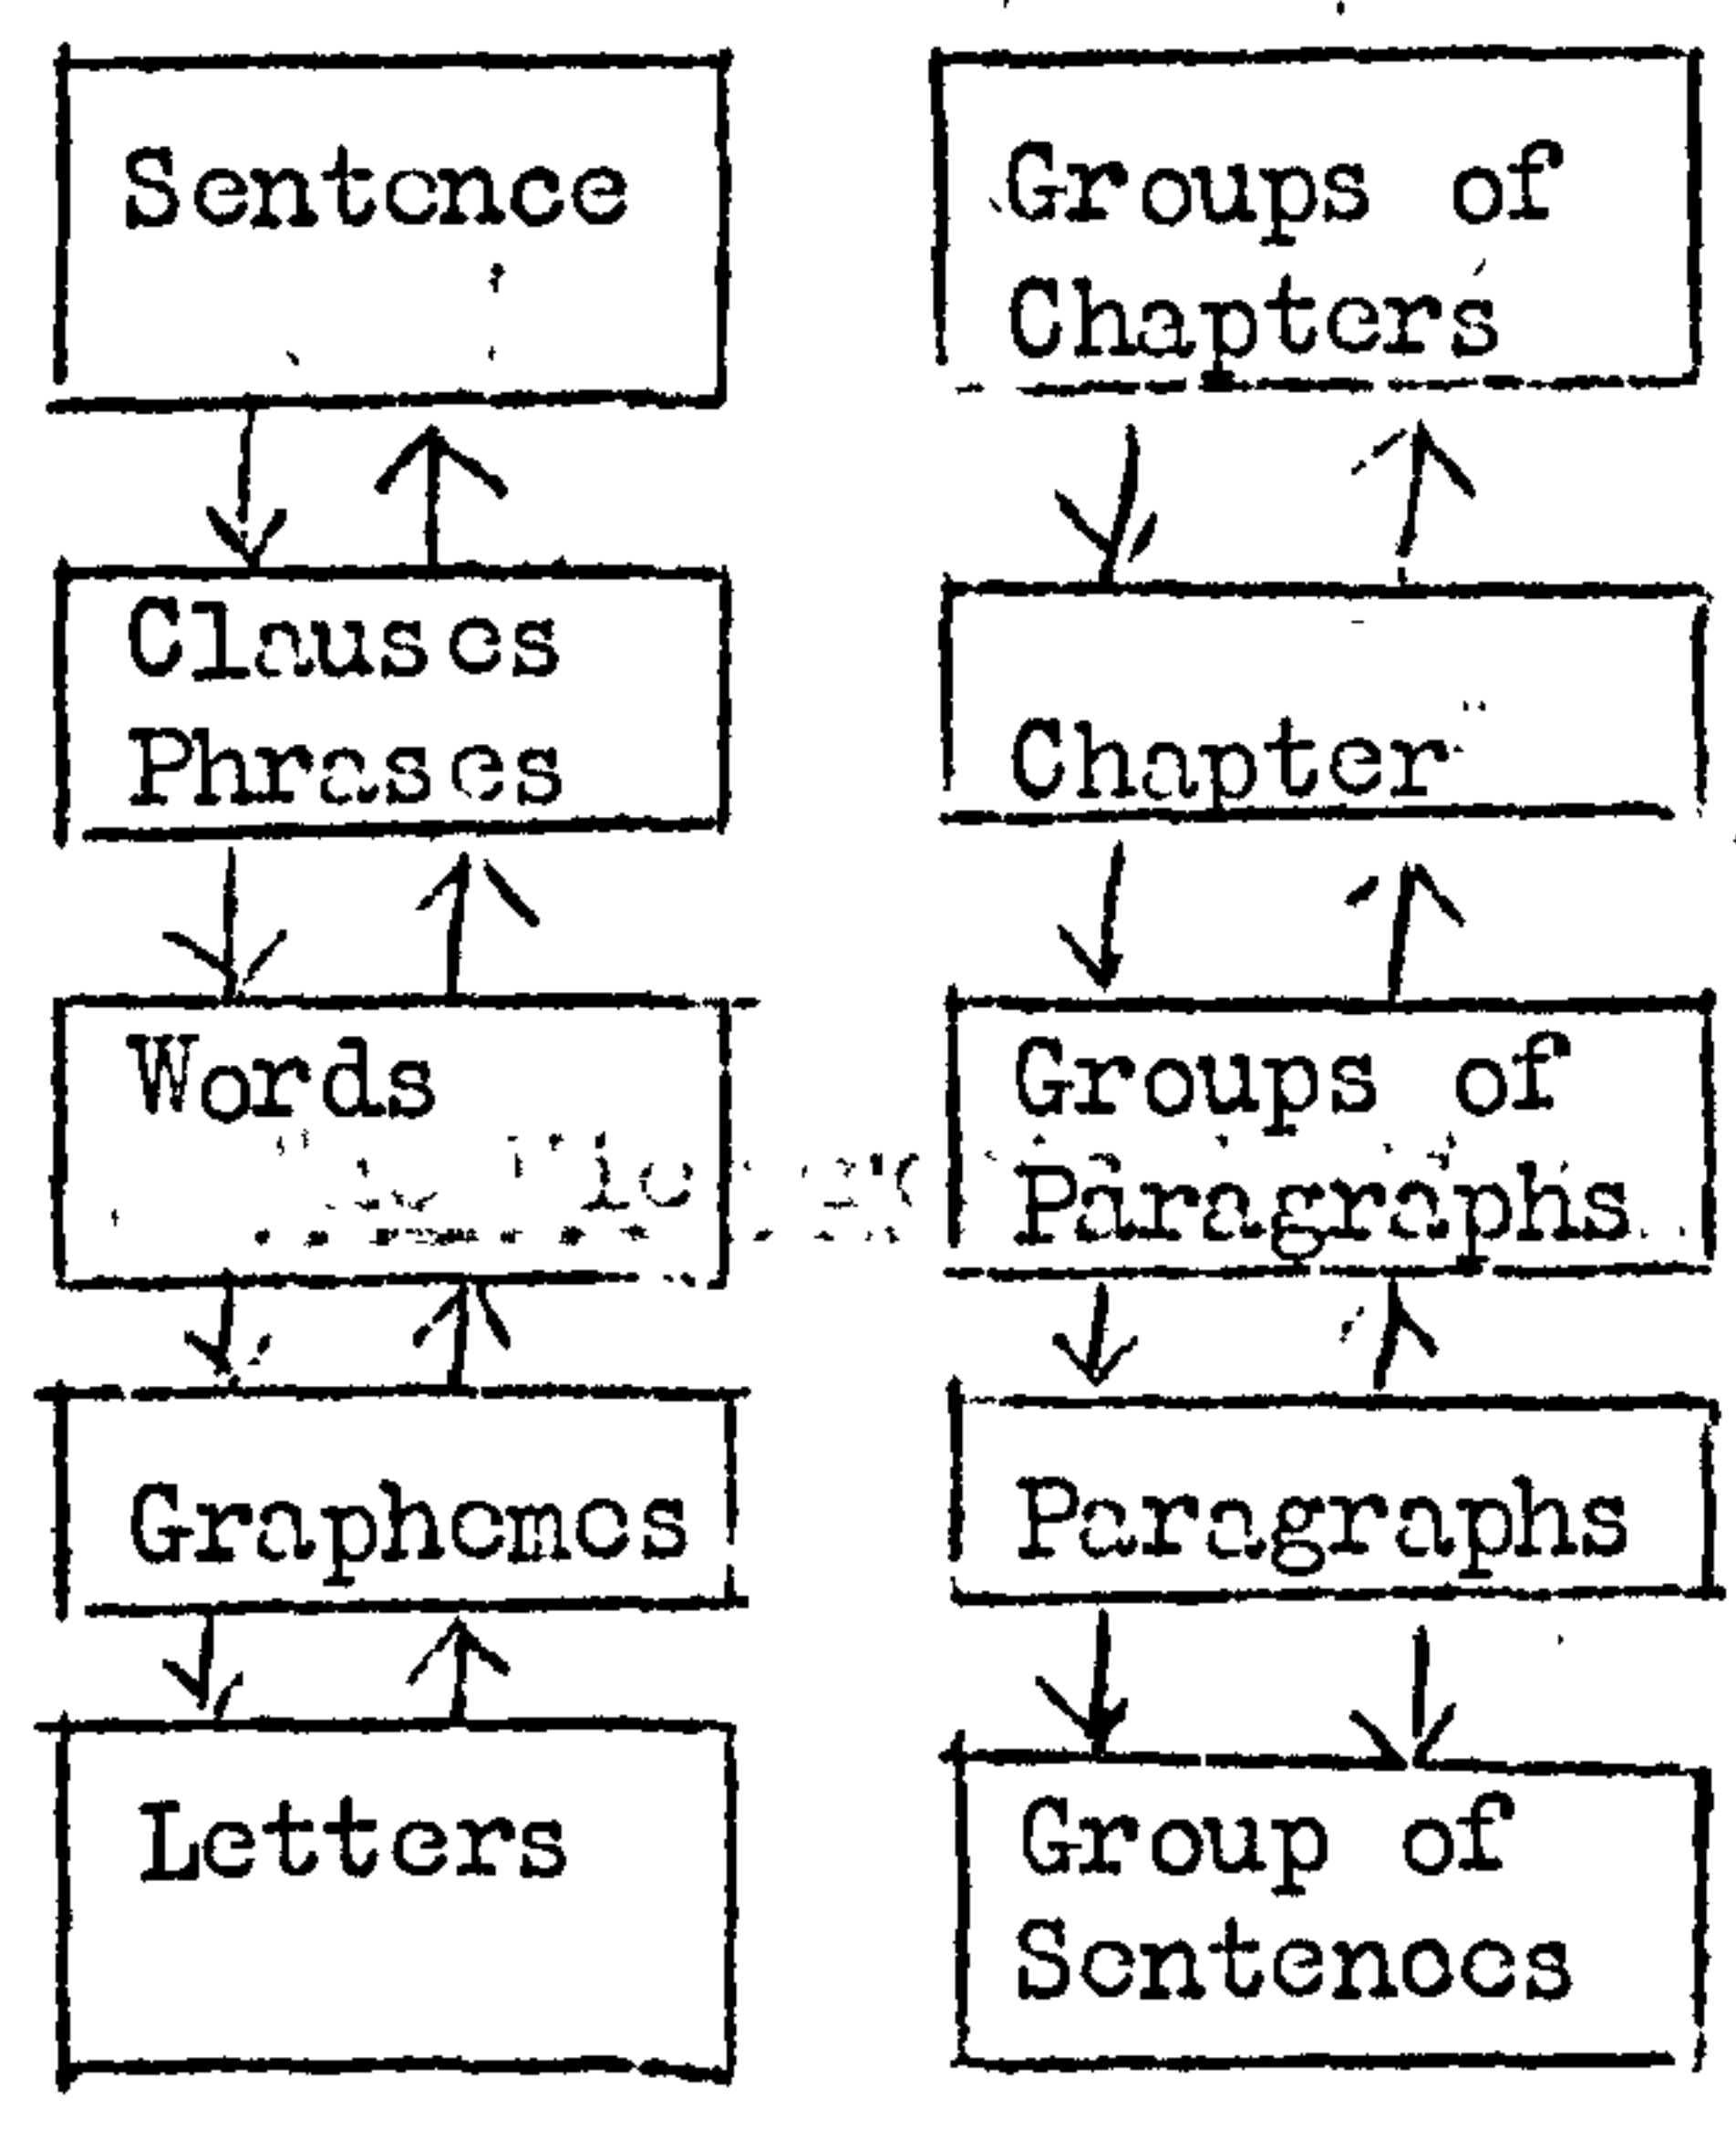 Sentence
Clauses
Phrases
Words
Graphemes
Letters
Groups of
Chapters
Chapter
Groups of
Paragraphs
Paragraphs
Group of
Sentences